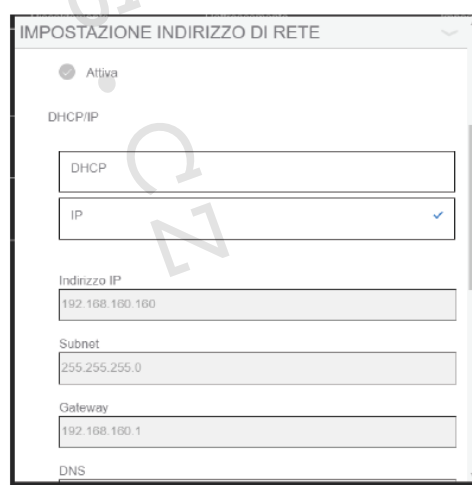 IMPOSTAZIONE INDIRIZZO DI RETE
Attiva
DHCP/IP
DHCP
IP
Indirizzo IP
192.168.160.160
Subnet
255.255.255.0
Gateway
192.168.160.1
DNS